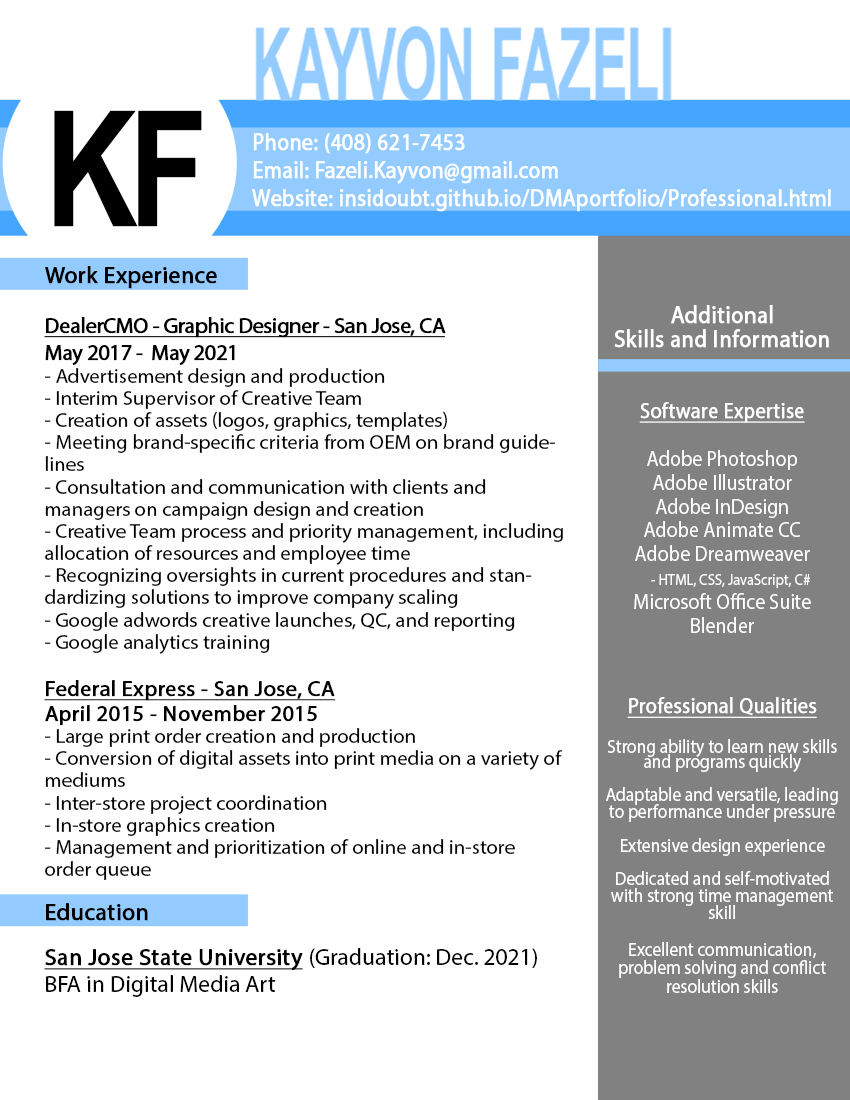 KAYVON FAZELI
KF
Phone: (408) 621-7453
Email: Fazeli.Kayvon@gmail.com
Website: insidoubt.github.io/DMAportfolio/Professional.html
Work Experience
DealerCMO - Graphic Designer - San Jose, CA
May 2017 - May 2021
- Advertisement design and production
- Interim Supervisor of Creative Team
- Creation of assets (logos, graphics, templates)
- Meeting brand-specific criteria from OEM on brand guide-
lines
- Consultation and communication with clients and
managers on campaign design and creation
- Creative Team process and priority management, including
allocation of resources and employee time
- Recognizing oversights in current procedures and stan-
dardizing solutions to improve company scaling
- Google adwords creative launches, QC, and reporting
- Google analytics training
Federal Express - San Jose, CA
April 2015 - November 2015
- Large print order creation and production
- Conversion of digital assets into print media on a variety of
mediums
- Inter-store project coordination
- In-store graphics creation
- Management and prioritization of online and in-store
order queue
Education
San Jose State University (Graduation: Dec. 2021)
BFA in Digital Media Art
Additional
Skills and Information
Software Expertise
Adobe Photoshop
Adobe Illustrator
Adobe InDesign
Adobe Animate CC
Adobe Dreamweaver
- HTML, CSS, JavaScript, C#
Microsoft Office Suite
Blender
Professional Qualities
Strong ability to learn new skills
and programs quickly
Adaptable and versatile, leading
to performance under pressure
Extensive design experience
Dedicated and self-motivated
with strong time management
skill
Excellent communication,
problem solving and conflict
resolution skills